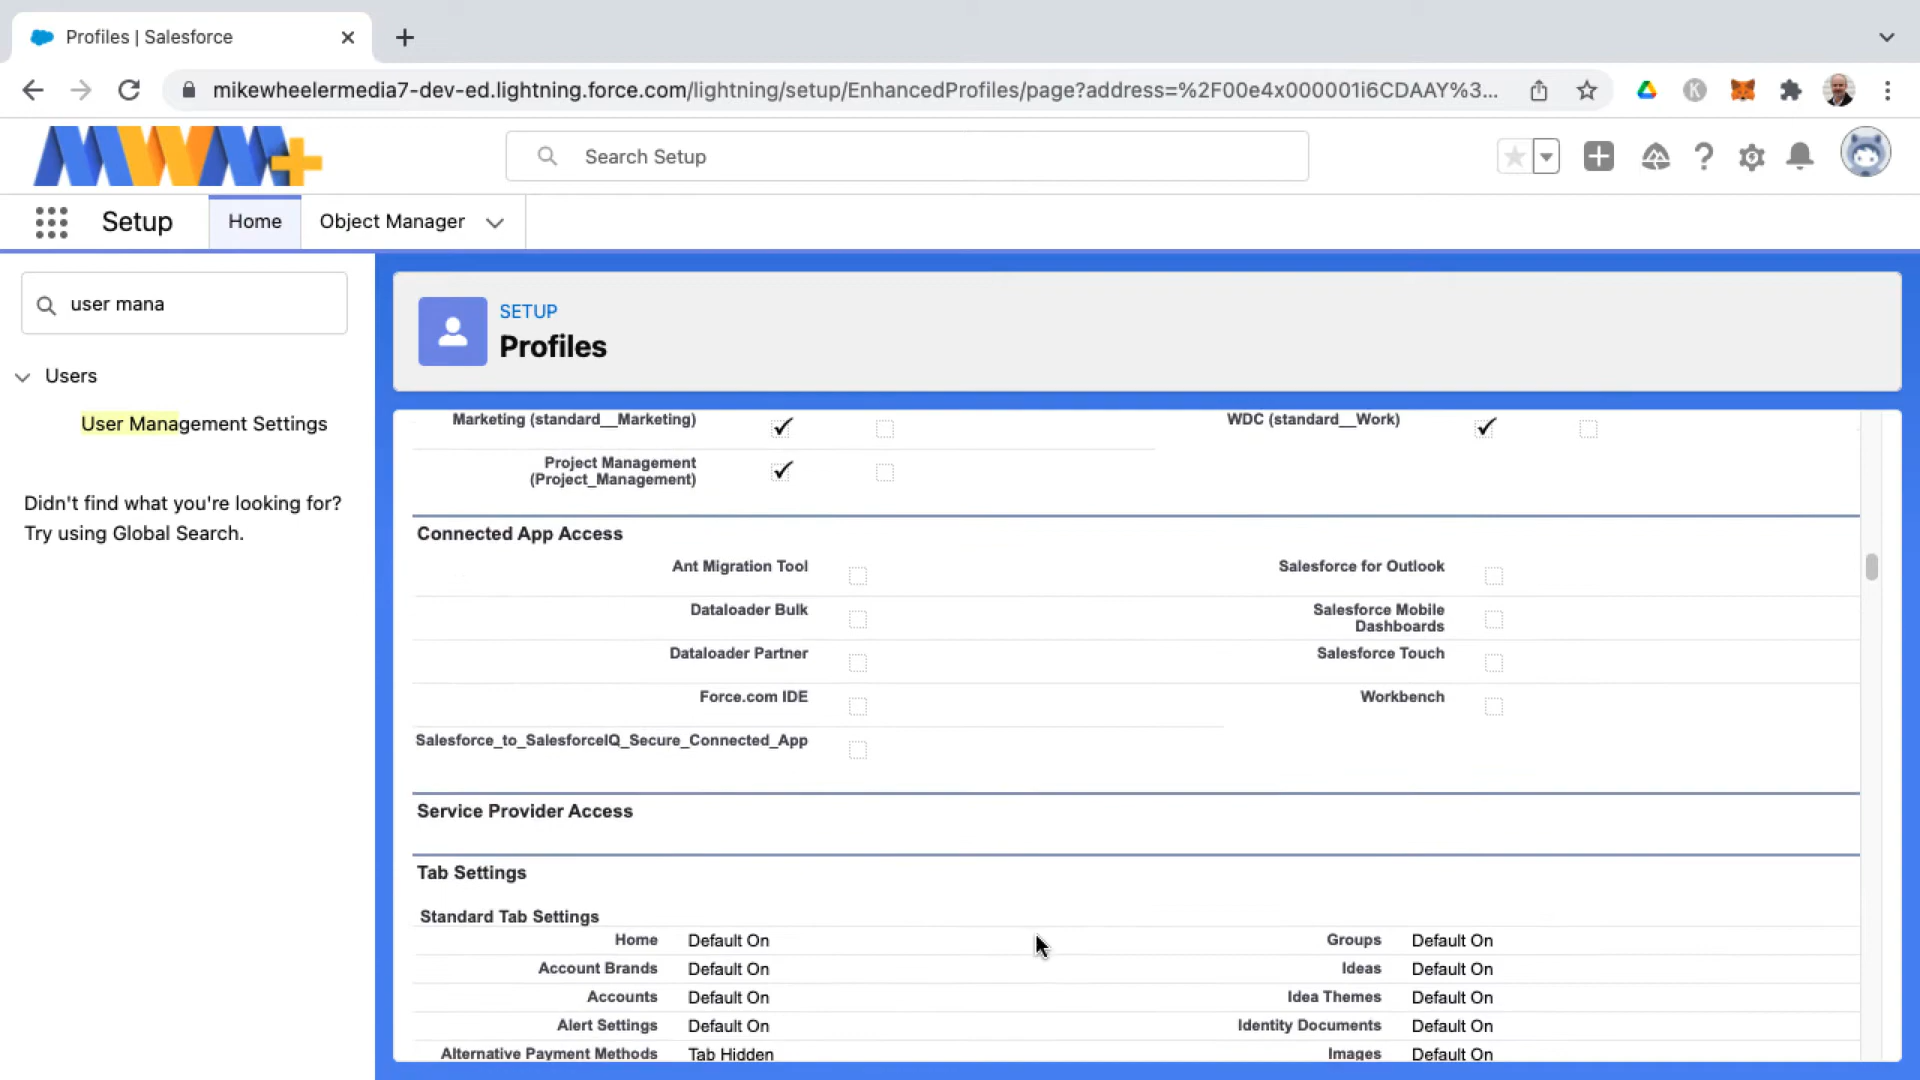 Profiles | Salesforce
mikewheelermedia7-dev-ed.lightning.force.com/lightning/setup/EnhancedProfiles/page?address=%2F00e4x000001i6CDAAY%3...
MWM+
Search Setup
Setup
Home
Object Manager
user mana
Users
User Management Settings
Didn't find what you're looking for?
Try using Global Search.
SETUP
Profiles
Marketing (standard__Marketing)
WDC (standard__Work)
Project Management
(Project_Management)
Connected App Access
Ant Migration Tool
Salesforce for Outlook
Dataloader Bulk
Salesforce Mobile
Dashboards
Dataloader Partner
Salesforce Touch
Force.com IDE
Workbench
Salesforce_to_SalesforceIQ_Secure_Connected_App
Service Provider Access
Tab Settings
Standard Tab Settings
Home Default On
Groups Default On
Account Brands Default On
Ideas Default On
Accounts Default On
Idea Themes Default On
Alert Settings Default On
Identity Documents Default On
Alternative Payment Methods Tab Hidden
Images Default On